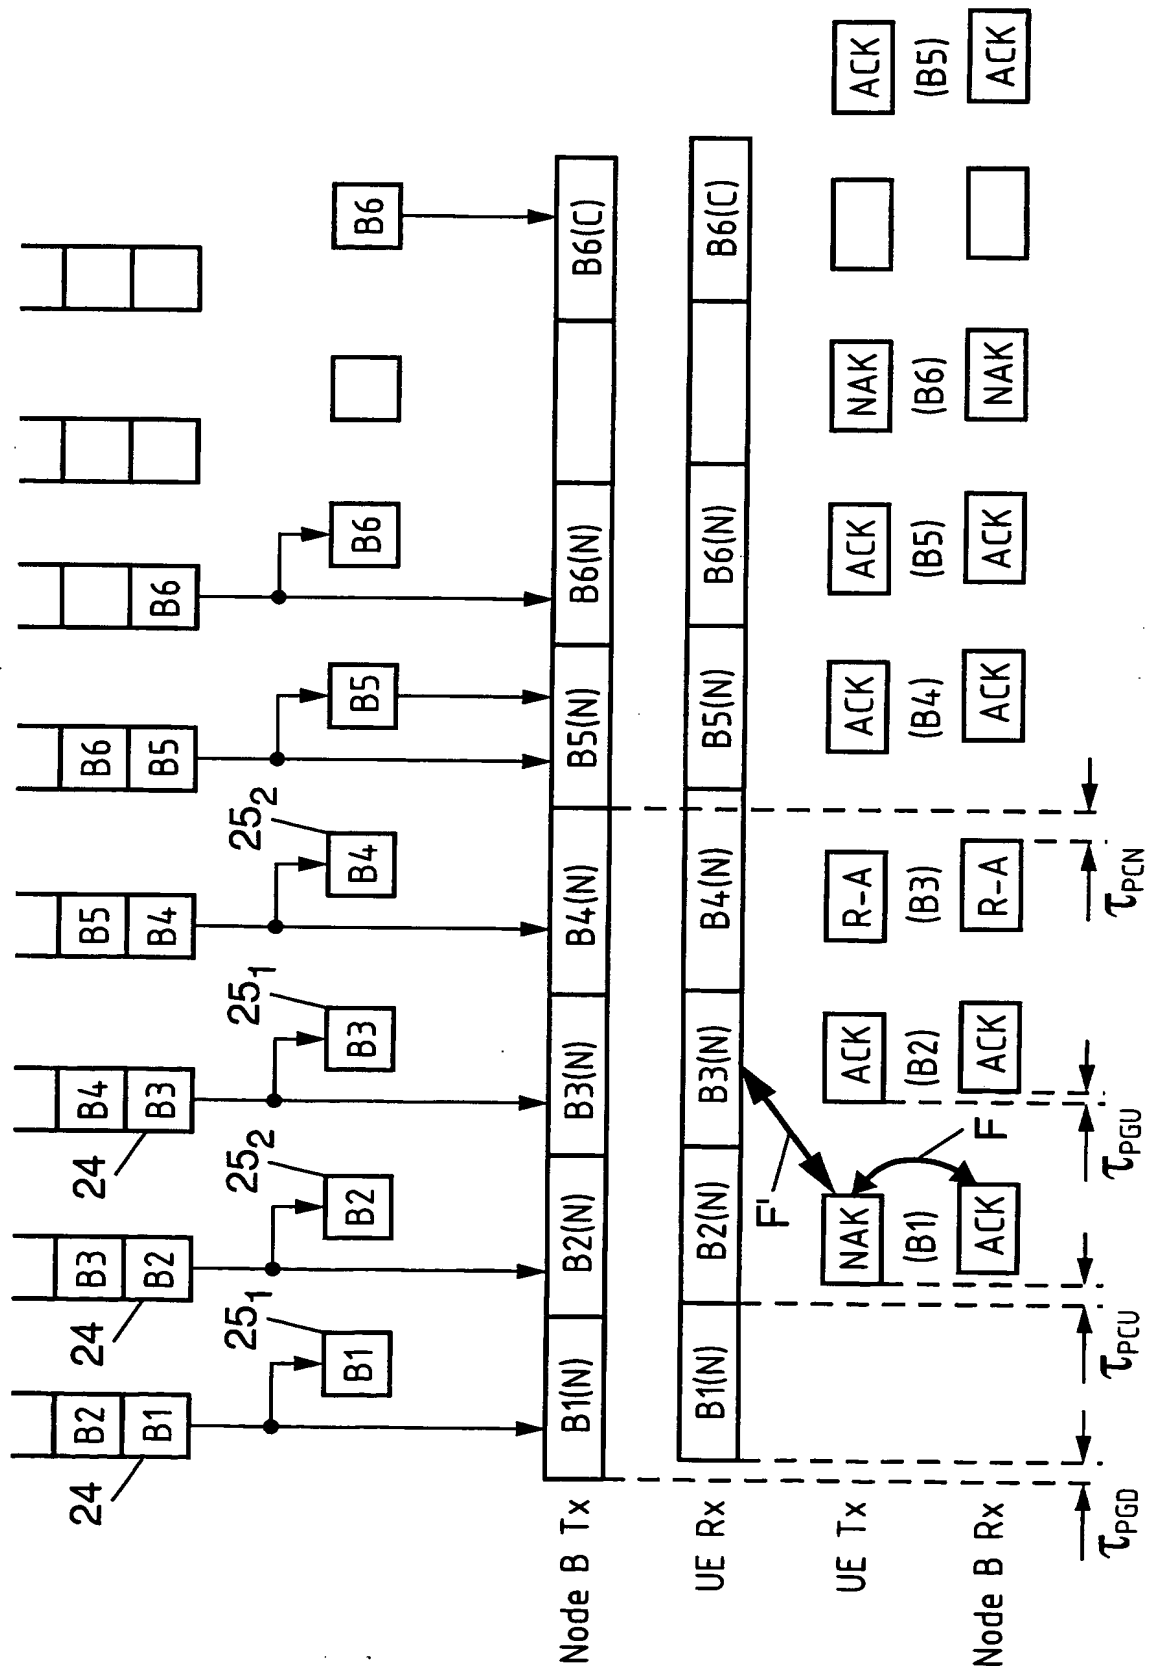 24 B2 24 B3 24 B4 B5 B6
B1 B2 B3 B4 B5 B6
25₁ 25₂ 25₁ 25₂
B1 B2 B3 B4 B5 B6 B6
Node B Tx B1(N) B2(N) B3(N) B4(N) B5(N) B6(N) B6(C)
UE Rx B1(N) B2(N) B3(N) B4(N) B5(N) B6(N) B6(C)
F'
UE Tx NAK ACK R-A ACK ACK NAK ACK
(B1) (B2) (B3) (B4) (B5) (B6) (B5)
F
Node B Rx ACK ACK R-A ACK ACK NAK ACK
τPGD τPCU τPGU τPCN